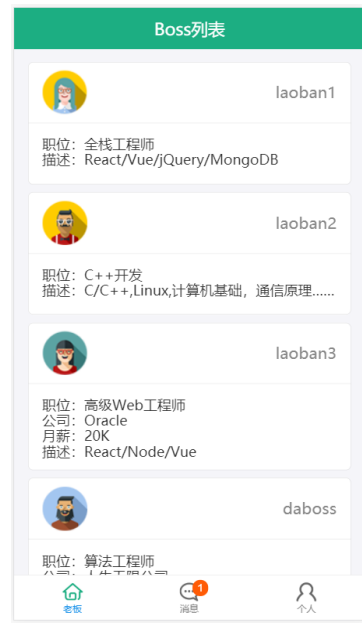 Boss列表
laoban1
职位：全栈工程师
描述：React/Vue/jQuery/MongoDB
laoban2
职位：C++开发
描述：C/C++,Linux,计算机基础，通信原理......
laoban3
职位：高级Web工程师
公司：Oracle
月薪：20K
描述：React/Node/Vue
daboss
职位：算法工程师
公司：
老板
1
消息
个人